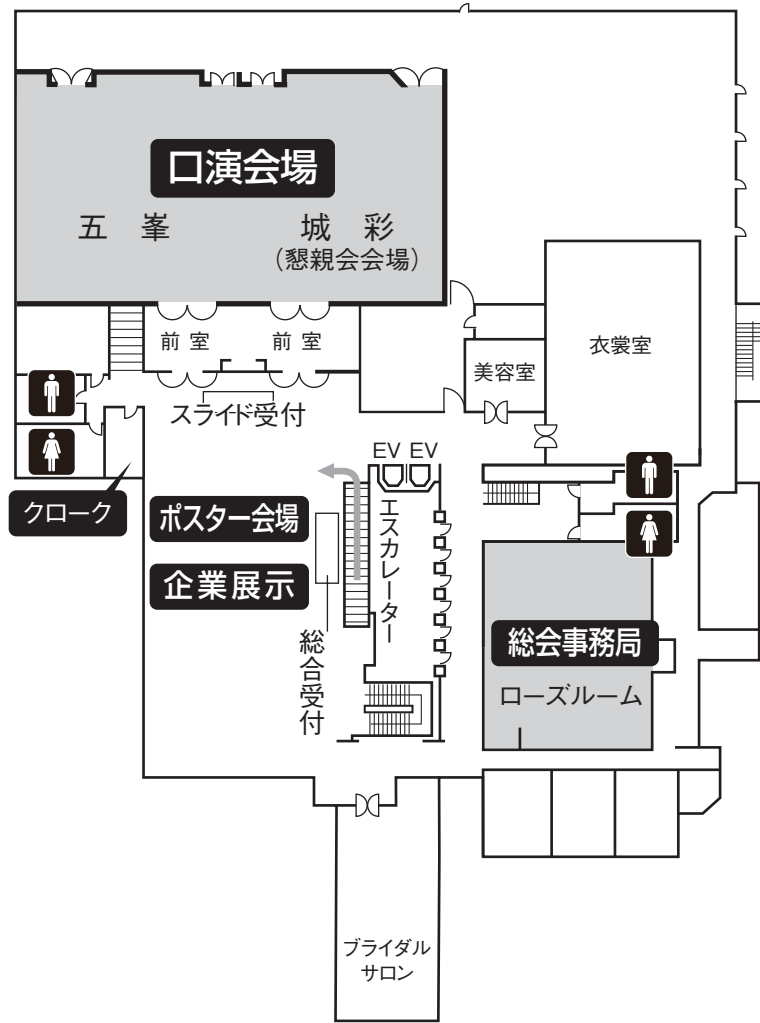 口演会場
五 峯
城 彩
(懇親会会場)
前 室
前 室
スライド受付
美容室
衣裳室
EV EV
クローク
ポスター会場
企業展示
エスカレーター
総合受付
総会事務局
ローズルーム
ブライダル
サロン